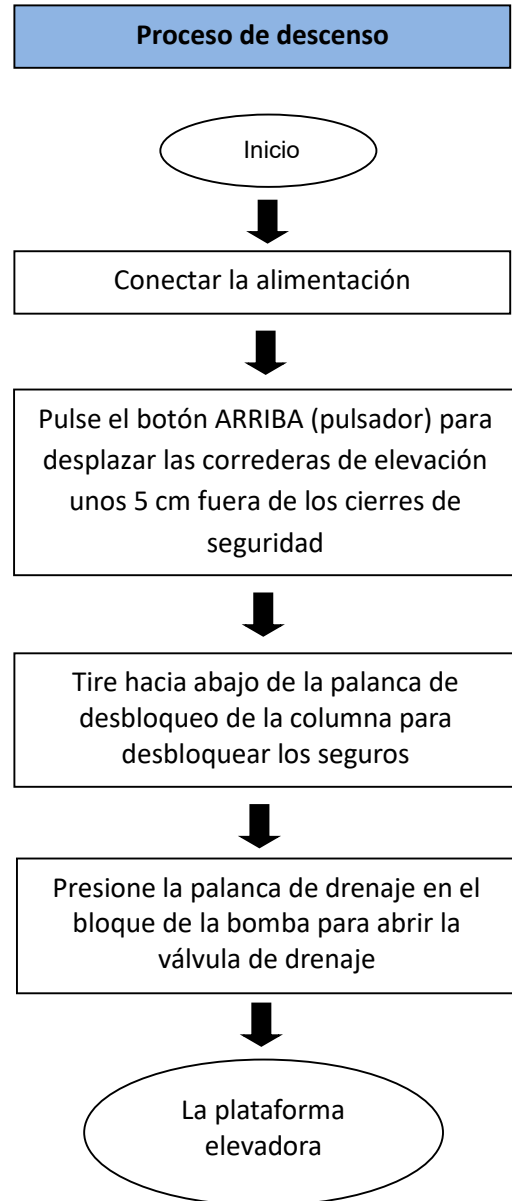 Proceso de descenso
Inicio
Conectar la alimentación
Pulse el botón ARRIBA (pulsador) para
desplazar las correderas de elevación
unos 5 cm fuera de los cierres de
seguridad
Tire hacia abajo de la palanca de
desbloqueo de la columna para
desbloquear los seguros
Presione la palanca de drenaje en el
bloque de la bomba para abrir la
válvula de drenaje
La plataforma
elevadora